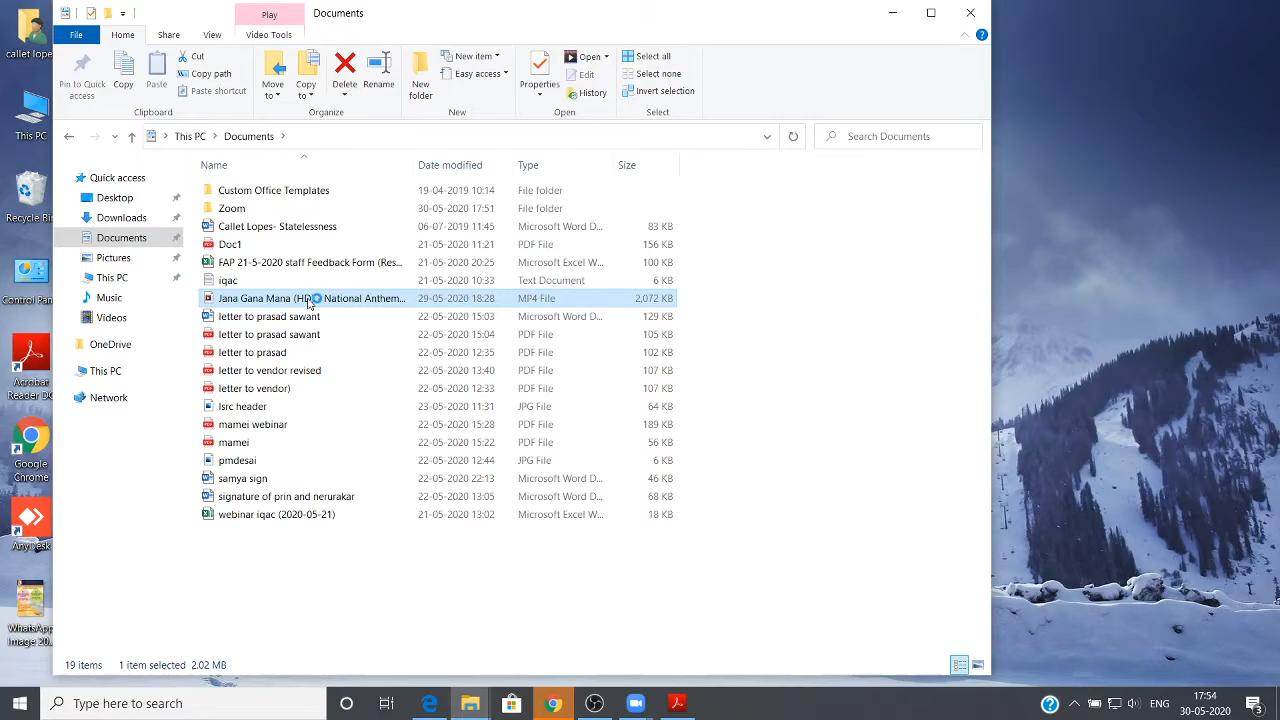 Play
Documents
File
Home
Share
View
Video Tools
Pin to Quick access
Copy
Paste
Cut
Copy path
Paste shortcut
Clipboard
Move to
Copy to
Delete
Rename
Organize
New folder
New item
Easy access
New
Properties
Open
Edit
History
Open
Select all
Select none
Invert selection
Select
This PC
Documents
Search Documents
Name
Date modified
Type
Size
Quick access
Desktop
Downloads
Documents
Pictures
This PC
Music
Videos
OneDrive
This PC
Network
Custom Office Templates 19-04-2019 10:14 File folder
Zoom 30-05-2020 17:51 File folder
Callet Lopes- Statelessness 06-07-2019 11:45 Microsoft Word D... 83 KB
Doc1 21-05-2020 11:21 PDF File 156 KB
FAP 21-5-2020 staff Feedback Form (Res... 21-05-2020 20:25 Microsoft Excel W... 100 KB
iqac 21-05-2020 10:33 Text Document 6 KB
Jana Gana Mana (HD National Anthem... 29-05-2020 18:28 MP4 File 2,072 KB
letter to prasad sawant 22-05-2020 15:03 Microsoft Word D... 129 KB
letter to prasad sawant 22-05-2020 15:04 PDF File 105 KB
letter to prasad 22-05-2020 12:35 PDF File 102 KB
letter to vendor revised 22-05-2020 13:40 PDF File 107 KB
letter to vendor) 22-05-2020 12:33 PDF File 107 KB
lsrc header 23-05-2020 11:31 JPG File 64 KB
mamei webinar 22-05-2020 15:28 PDF File 189 KB
mamei 22-05-2020 15:22 PDF File 56 KB
pmdesai 22-05-2020 12:44 JPG File 6 KB
samya sign 22-05-2020 22:13 Microsoft Word D... 46 KB
signature of prin and nerurakar 22-05-2020 13:05 Microsoft Word D... 68 KB
webinar iqac (2020-05-21) 21-05-2020 13:02 Microsoft Excel W... 18 KB
19 items 1 item selected 2.02 MB
callet lope
This PC
Recycle Bin
Control Pan
Acrobat
Reader DC
Google
Chrome
AnyDesk
WhatsApp
Image 20...
Type here to search
ENG
17:54
30-05-2020
3